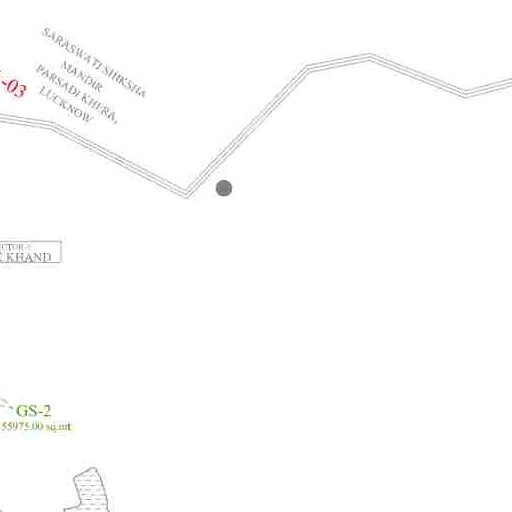 SARASWATI SHIKSHA
MANDIR
PARSADI KHERA,
LUCKNOW
-03
KHAND
GS-2
55975.00 sq.mt